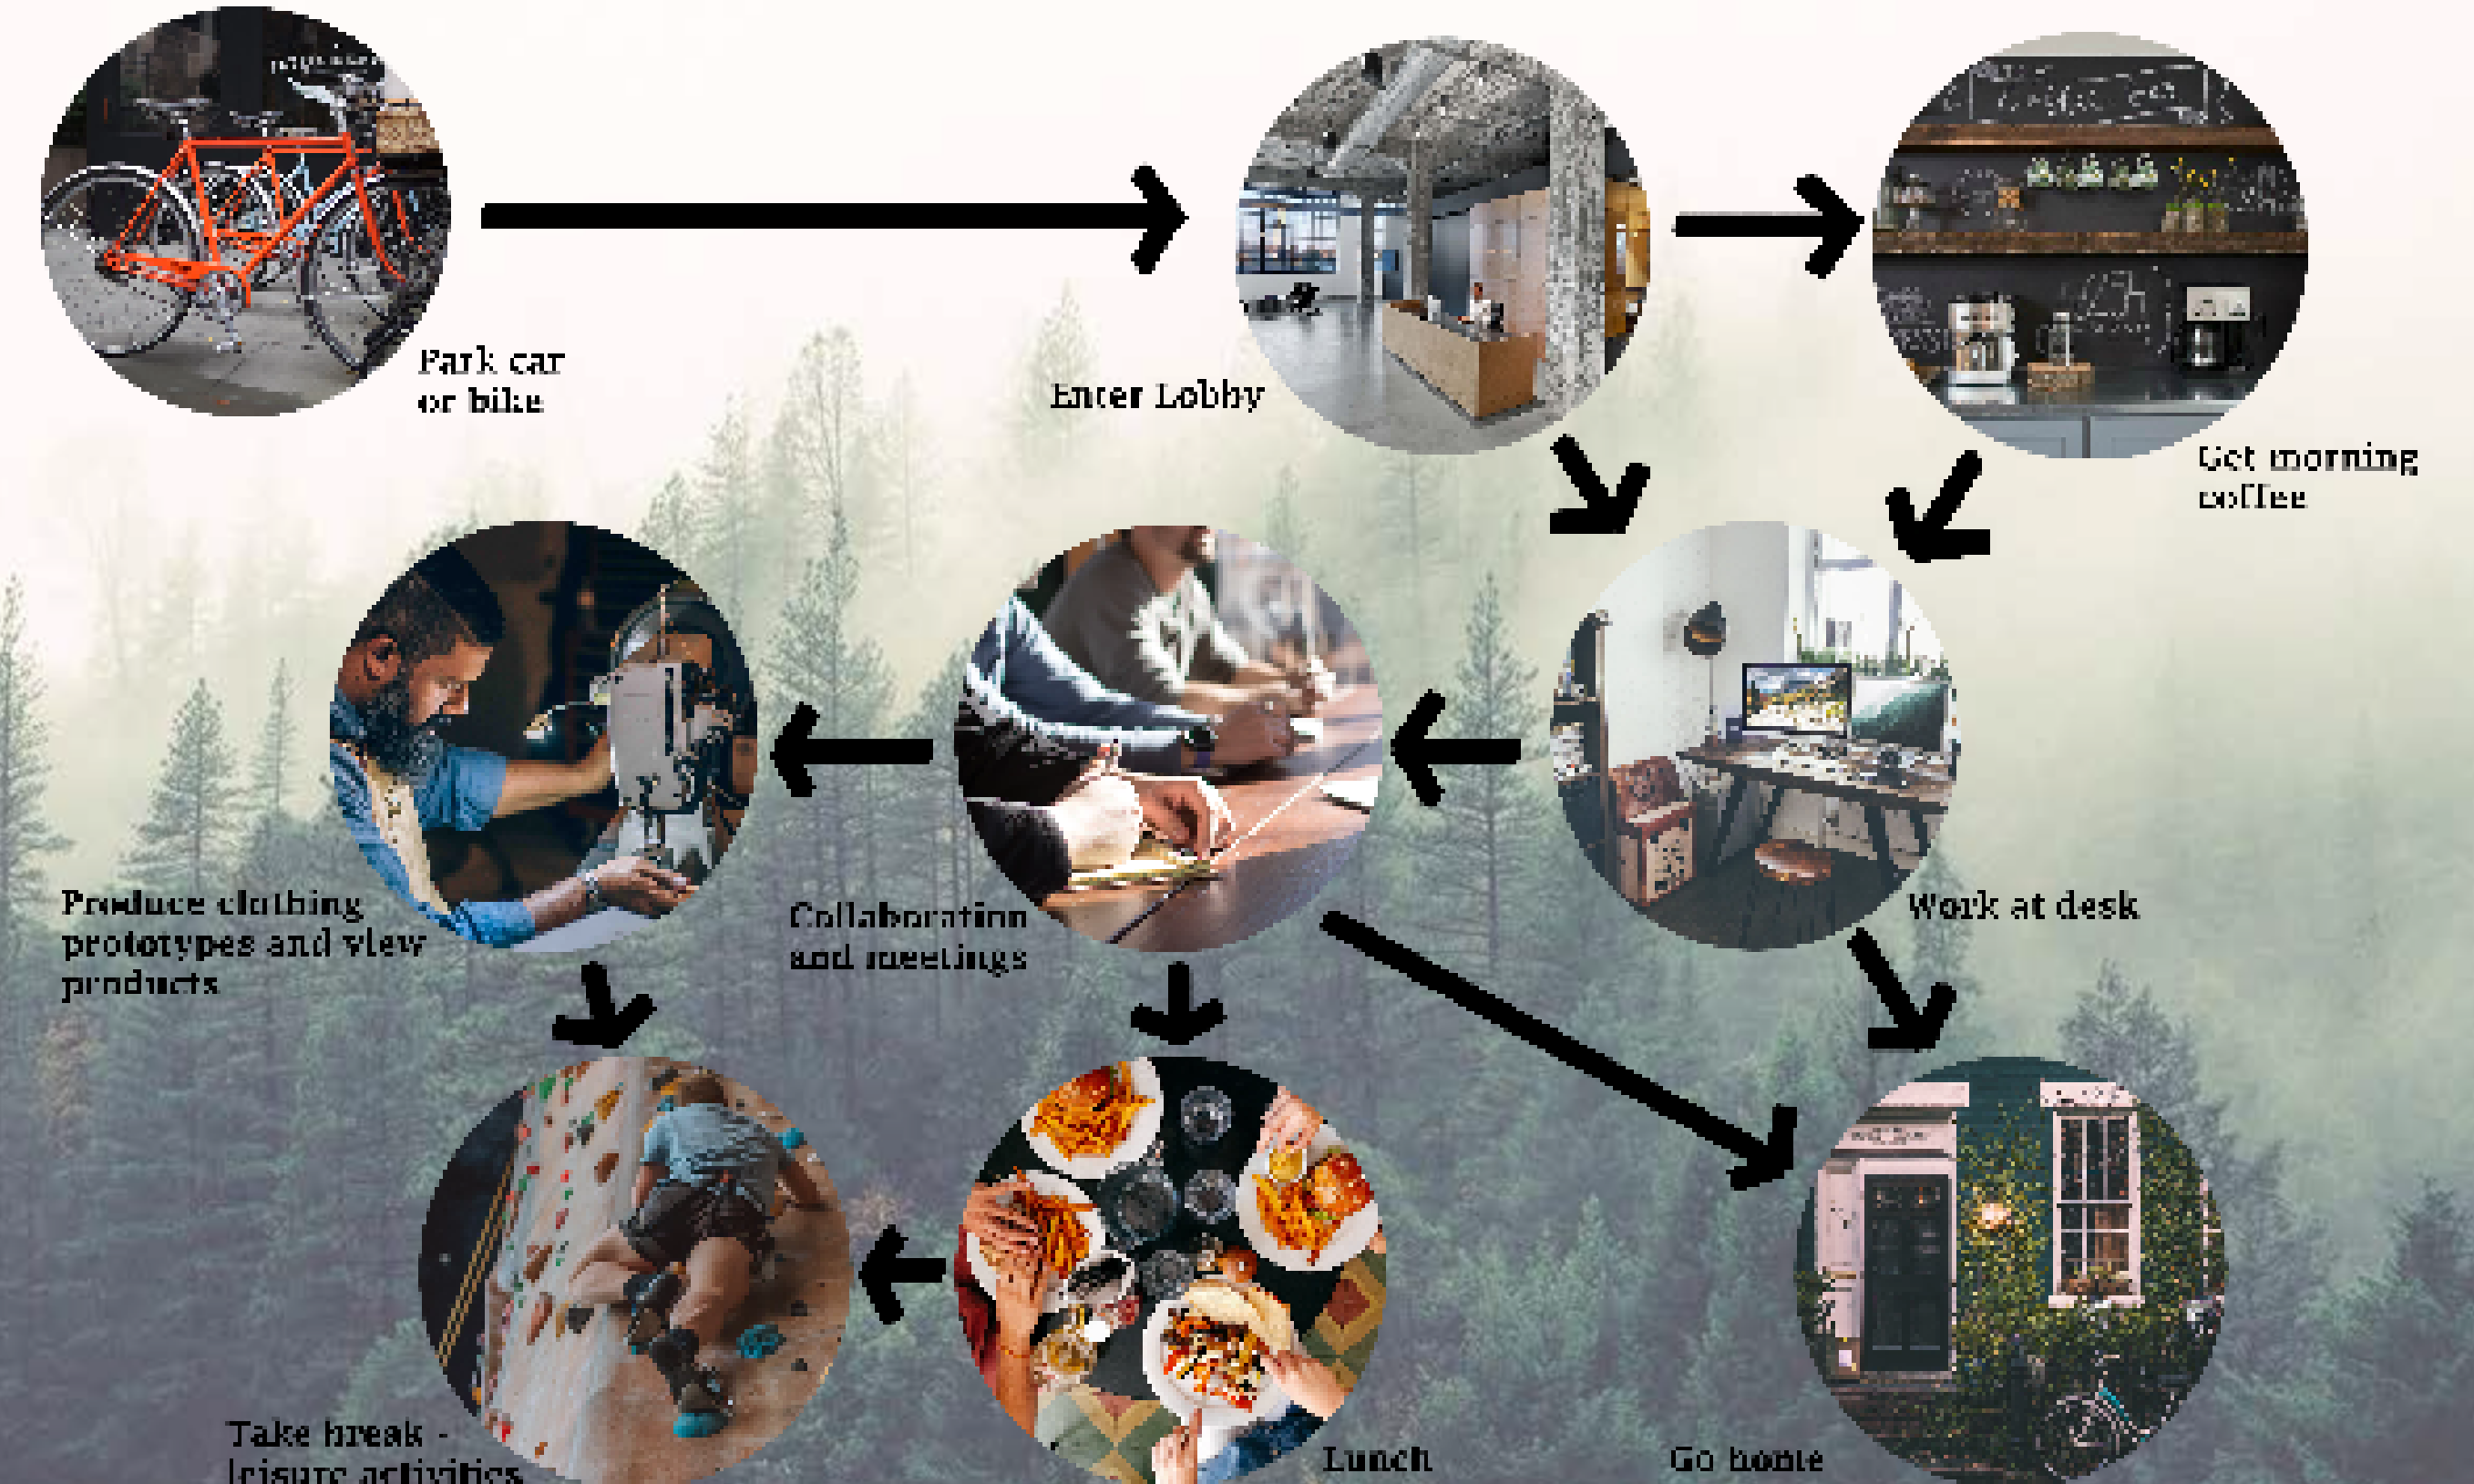 Park car
or bike
Enter Lobby
Get morning
coffee
Produce clothing
prototypes and view
products
Collaboration
and meetings
Work at desk
Take break -
leisure activities
Lunch
Go home